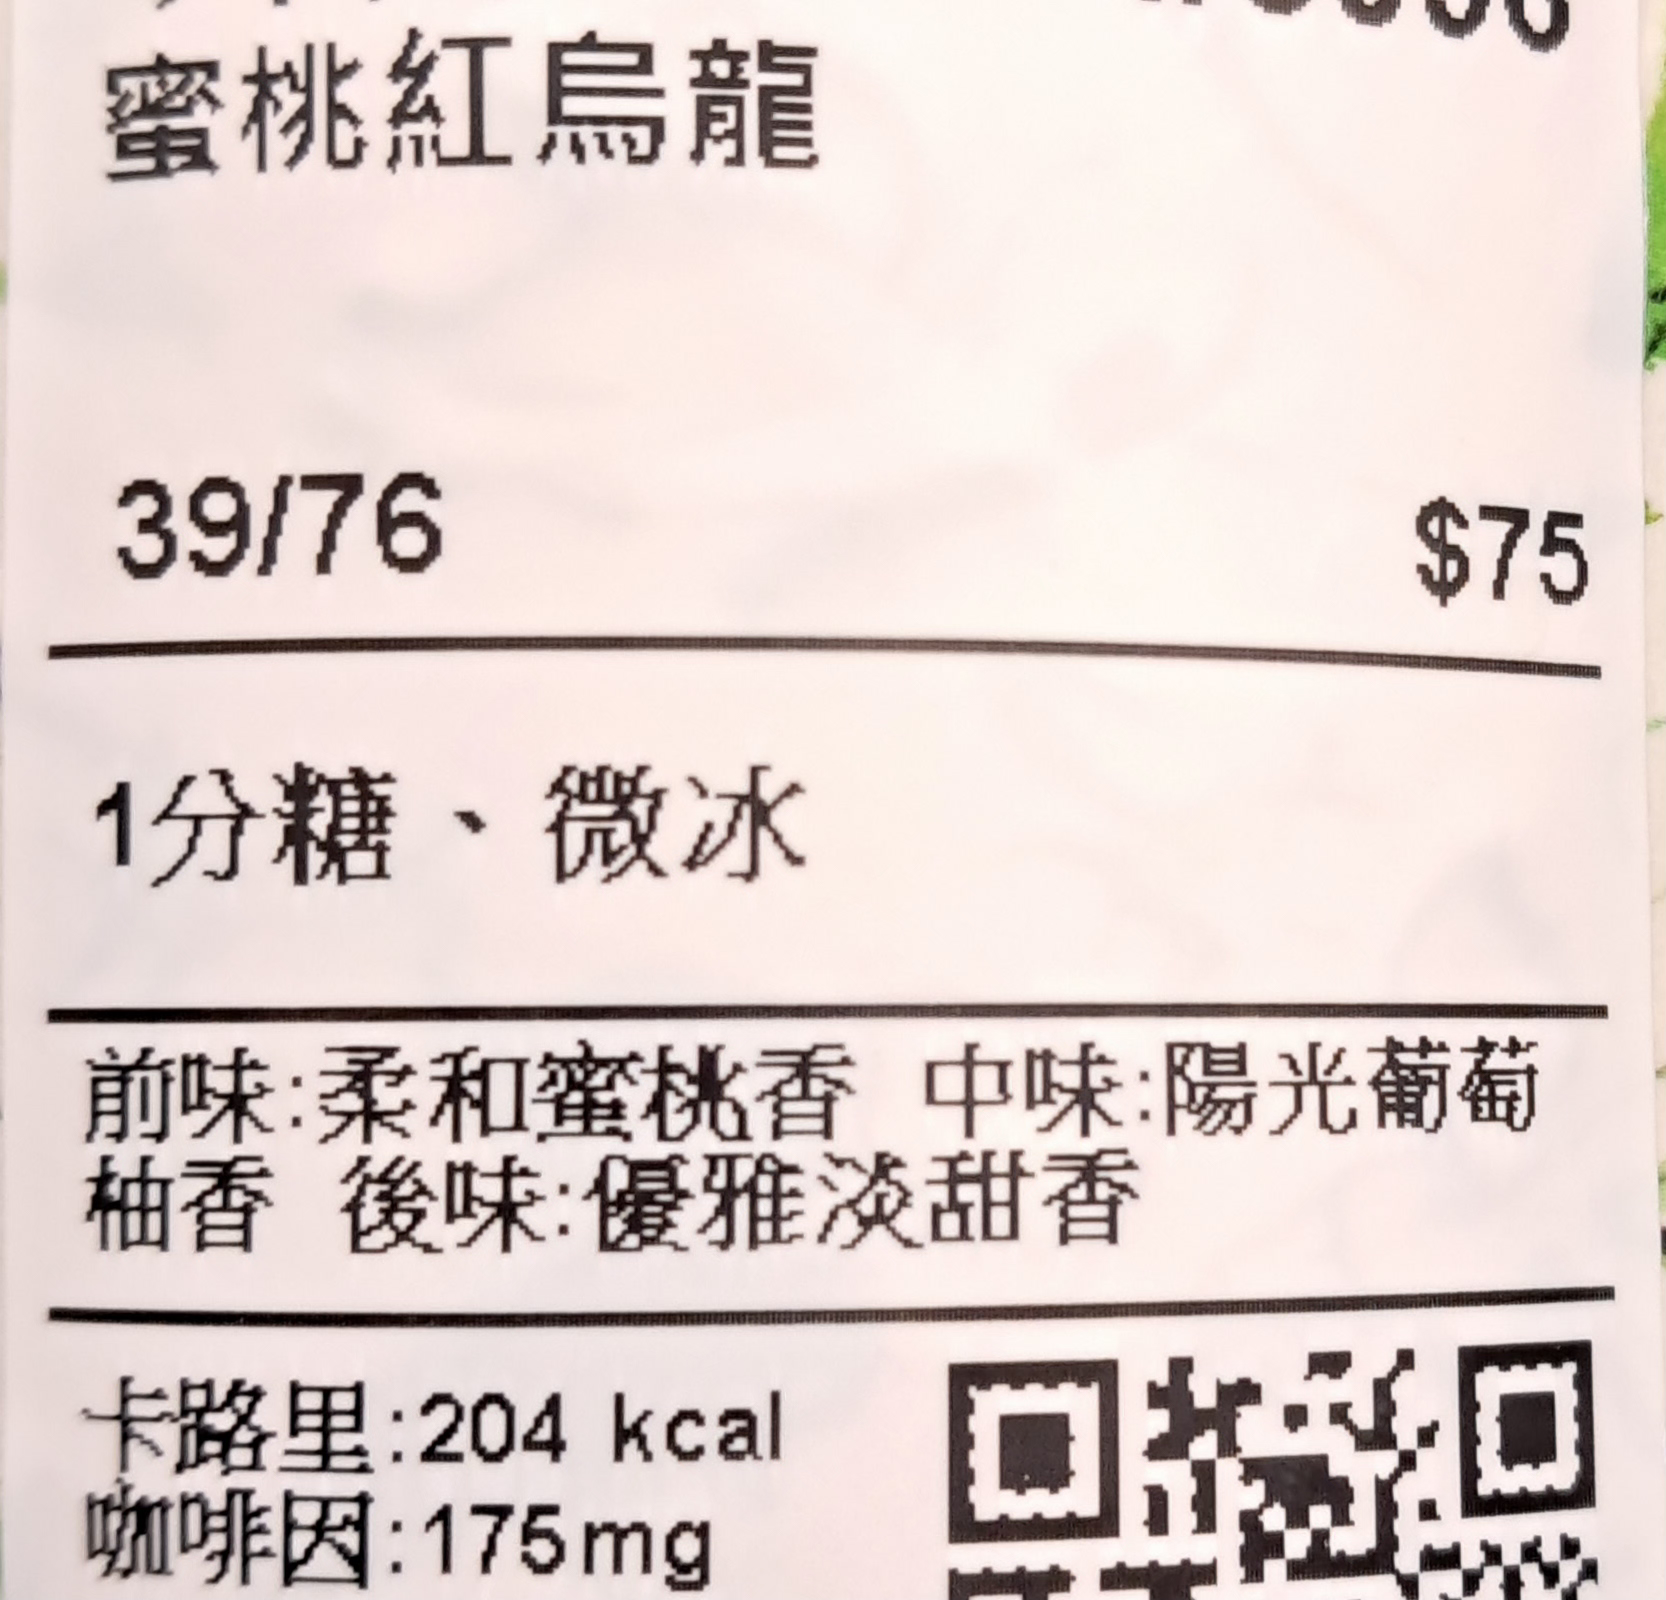 蜜桃紅烏龍
39/76 $75
1分糖、微冰
前味:柔和蜜桃香 中味:陽光葡萄
柚香 後味:優雅淡甜香
卡路里:204 kcal
咖啡因:175mg